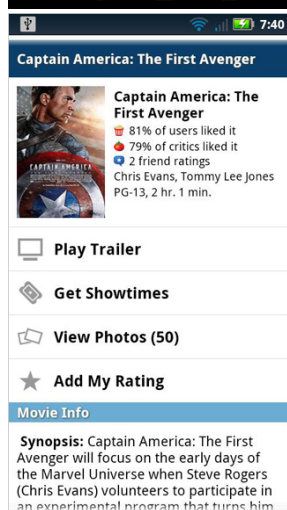 7:40
Captain America: The First Avenger
Captain America: The
First Avenger
81% of users liked it
79% of critics liked it
2 friend ratings
Chris Evans, Tommy Lee Jones
PG-13, 2 hr. 1 min.
CAPTAIN AMERICA
Play Trailer
Get Showtimes
View Photos (50)
Add My Rating
Movie Info
Synopsis: Captain America: The First
Avenger will focus on the early days of
the Marvel Universe when Steve Rogers
(Chris Evans) volunteers to participate in
an experimental program that turns him